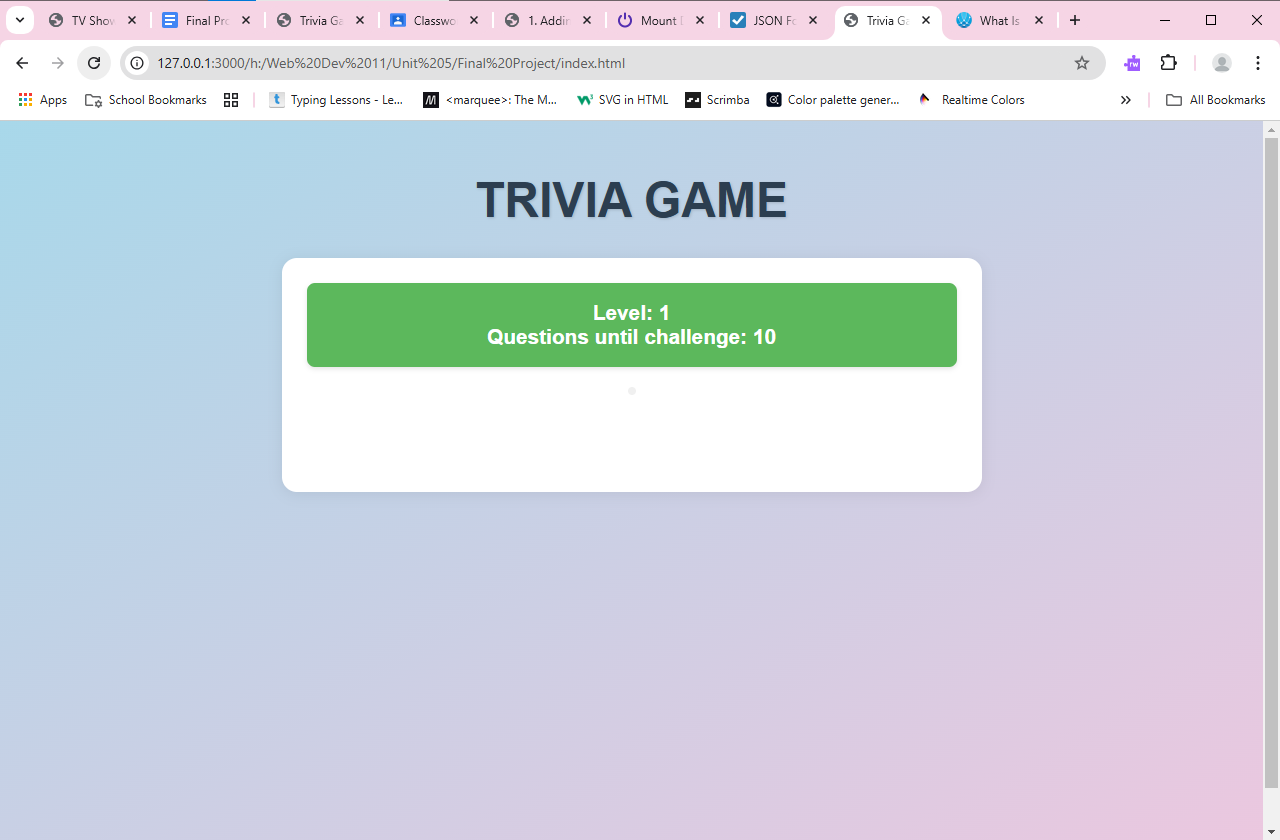 TV Show
Final Pro
Trivia Ga
Classwo
1. Addin
Mount
JSON Fo
Trivia Ga
What Is
127.0.0.1:3000/h:/Web%20Dev%2011/Unit%205/Final%20Project/index.html
Apps
School Bookmarks
Typing Lessons - Le...
<marquee>: The M...
SVG in HTML
Scrimba
Color palette gener...
Realtime Colors
All Bookmarks
TRIVIA GAME
Level: 1
Questions until challenge: 10